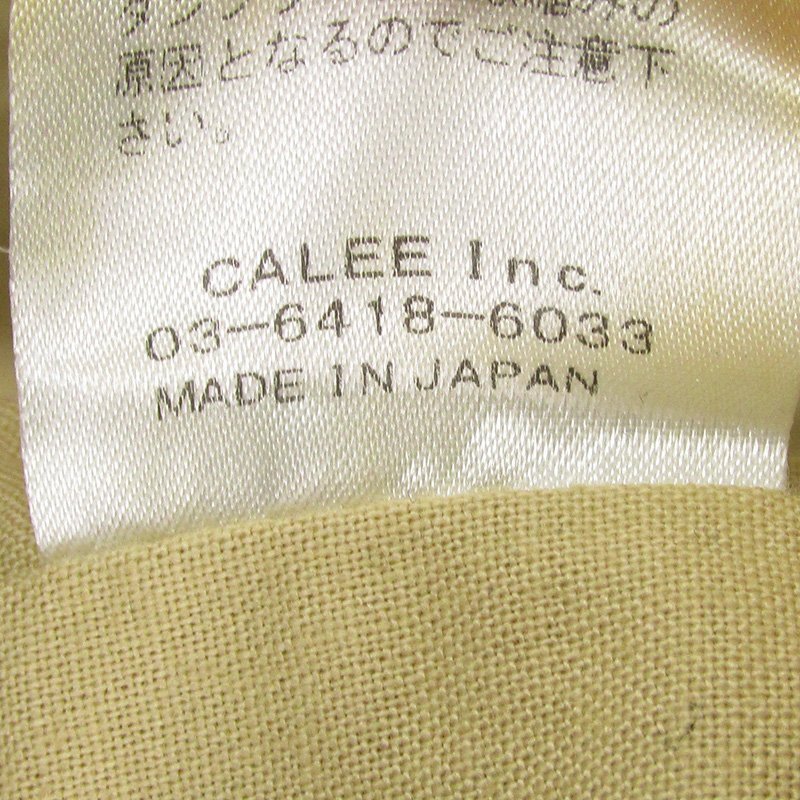 の
原因となるのでご注意下
さい。
CALEE Inc.
03-6418-6033
MADE IN JAPAN